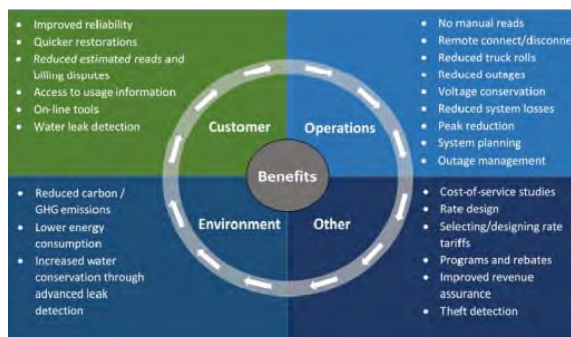 Improved reliability
Quicker restorations
Reduced estimated reads and
billing disputes
Access to usage information
On-line tools
Water leak detection
Customer
No manual reads
Remote connect/disconne
Reduced truck rolls
Reduced outages
Voltage conservation
Reduced system losses
Peak reduction
System planning
Outage management
Operations
Benefits
Reduced carbon /
GHG emissions
Lower energy
consumption
Increased water
conservation through
advanced leak
detection
Environment
Other
Cost-of-service studies
Rate design
Selecting/designing rate
tariffs
Programs and rebates
Improved revenue
assurance
Theft detection